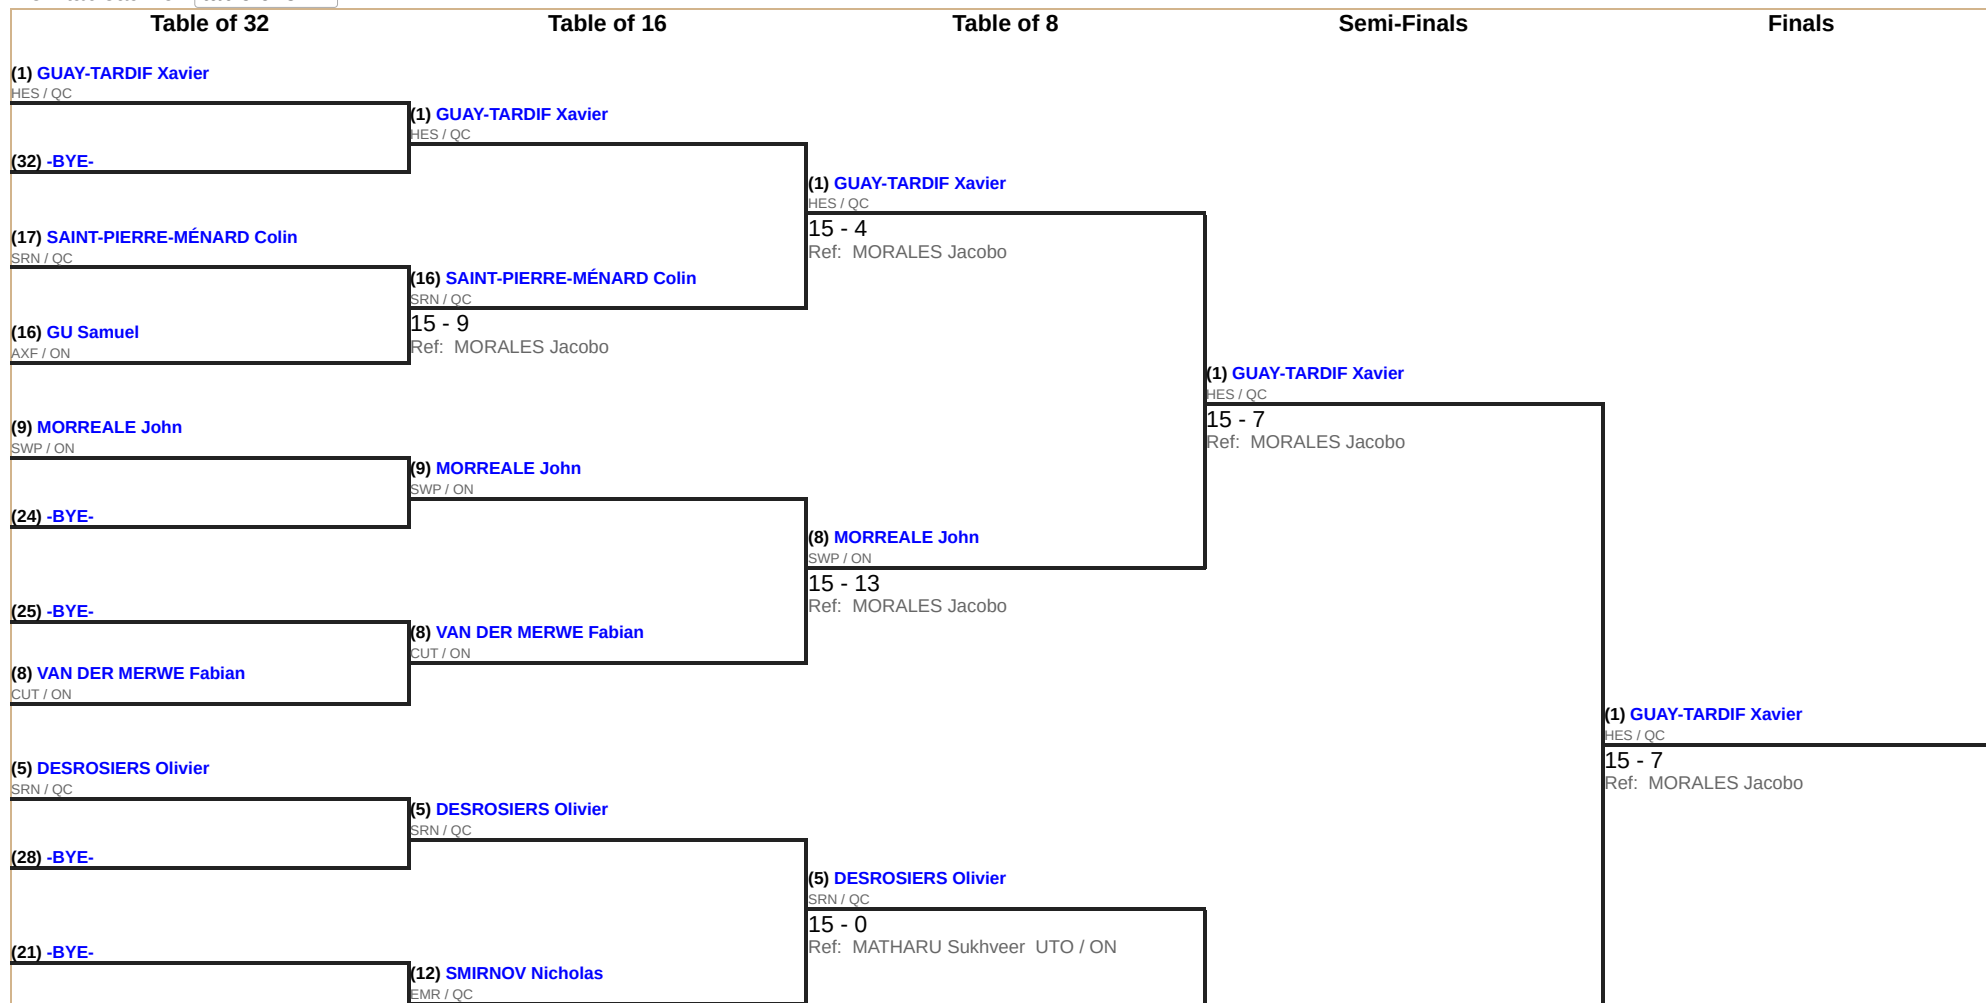 Table of 32
Table of 16
Table of 8
Semi-Finals
Finals
(1) GUAY-TARDIF Xavier
HES / QC
(32) -BYE-
(17) SAINT-PIERRE-MÉNARD Colin
SRN / QC
(16) GU Samuel
AXF / ON
(9) MORREALE John
SWP / ON
(24) -BYE-
(25) -BYE-
(8) VAN DER MERWE Fabian
CUT / ON
(5) DESROSIERS Olivier
SRN / QC
(28) -BYE-
(21) -BYE-
(1) GUAY-TARDIF Xavier
HES / QC
(16) SAINT-PIERRE-MÉNARD Colin
SRN / QC
15 - 9
Ref: MORALES Jacobo
(9) MORREALE John
SWP / ON
(8) VAN DER MERWE Fabian
CUT / ON
(5) DESROSIERS Olivier
SRN / QC
(12) SMIRNOV Nicholas
EMR / QC
(1) GUAY-TARDIF Xavier
HES / QC
15 - 4
Ref: MORALES Jacobo
(8) MORREALE John
SWP / ON
15 - 13
Ref: MORALES Jacobo
(5) DESROSIERS Olivier
SRN / QC
15 - 0
Ref: MATHARU Sukhveer UTO / ON
(1) GUAY-TARDIF Xavier
HES / QC
15 - 7
Ref: MORALES Jacobo
(1) GUAY-TARDIF Xavier
HES / QC
15 - 7
Ref: MORALES Jacobo